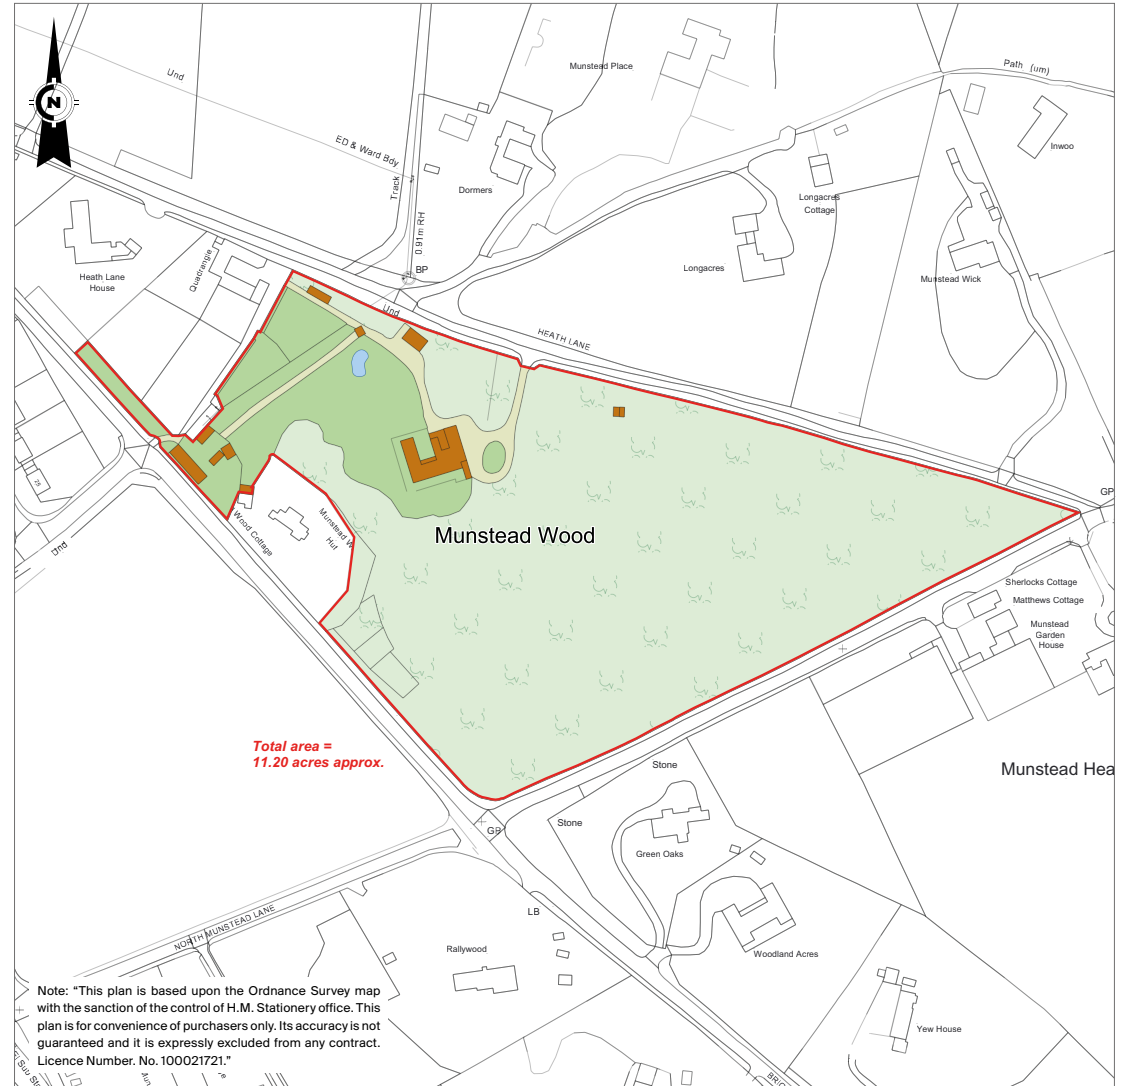 Munstead Place
Path (um)
Und
N
ED & Ward Bdy
Inwoo
Track
Dormers
Longacres
Cottage
0.91m RH
Heath Lane
House
Quadrangle
BP
Longacres
Munstead Wick
Und
HEATH LANE
28
GP
Munstead W
Hut
Wood Cottage
Munstead Wood
Und
Sherlocks Cottage
Matthews Cottage
Munstead
Garden
House
Total area =
11.20 acres approx.
Stone
Munstead Hea
Stone
GP
Green Oaks
LB
NORTH MUNSTEAD LANE
Rallywood
Woodland Acres
Note: “This plan is based upon the Ordnance Survey map
with the sanction of the control of H.M. Stationery office. This
plan is for convenience of purchasers only. Its accuracy is not
guaranteed and it is expressly excluded from any contract.
Licence Number. No. 100021721.”
Yew House
Mun
BRIG